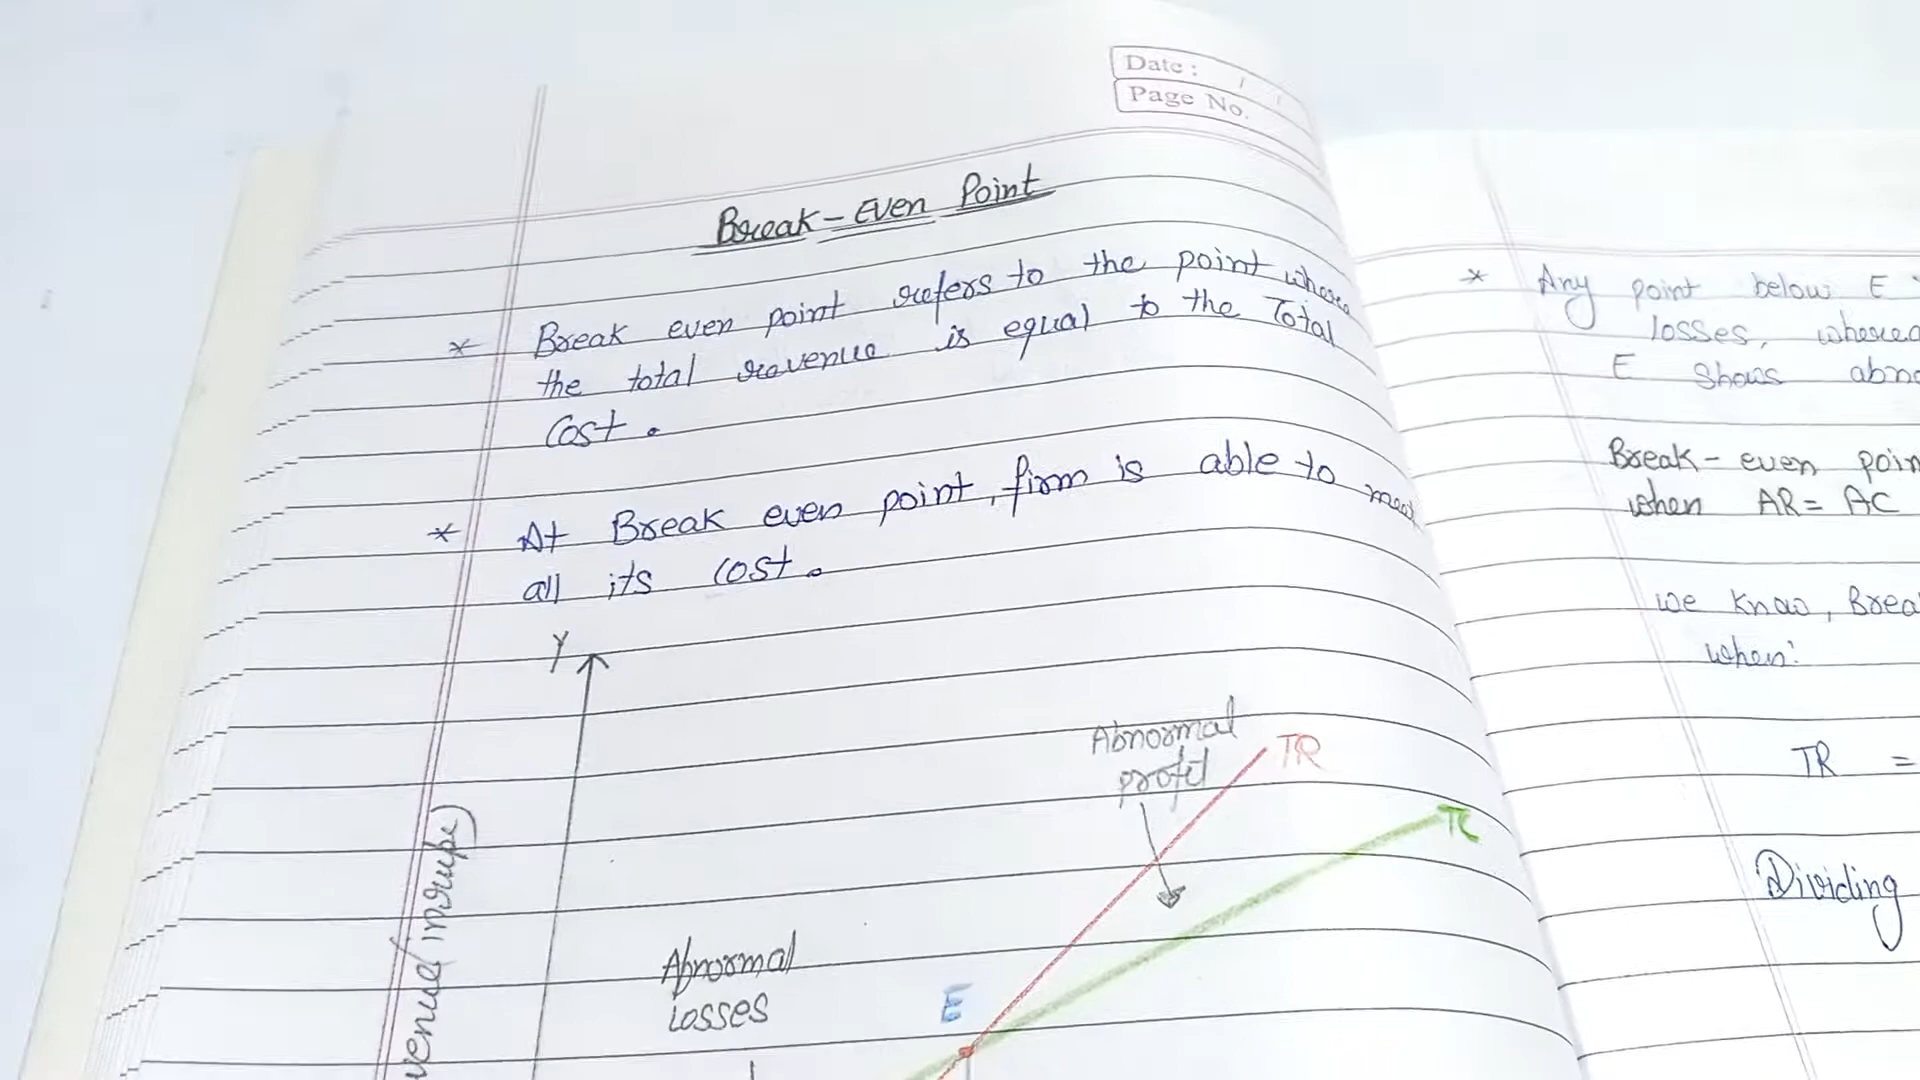 Date : / /
Page No.
Break-Even Point
* Break even point refers to the point where
the total revenue is equal to the Total
Cost.
* At Break even point, firm is able to meet
all its cost.
Y
Abnormal
profit
TR
TC
Abnormal
Losses
E
(in rupe)
* Any point below E
losses,
E Shows
Break-even
when AR = AC
we know,
when:
TR =
Dividing